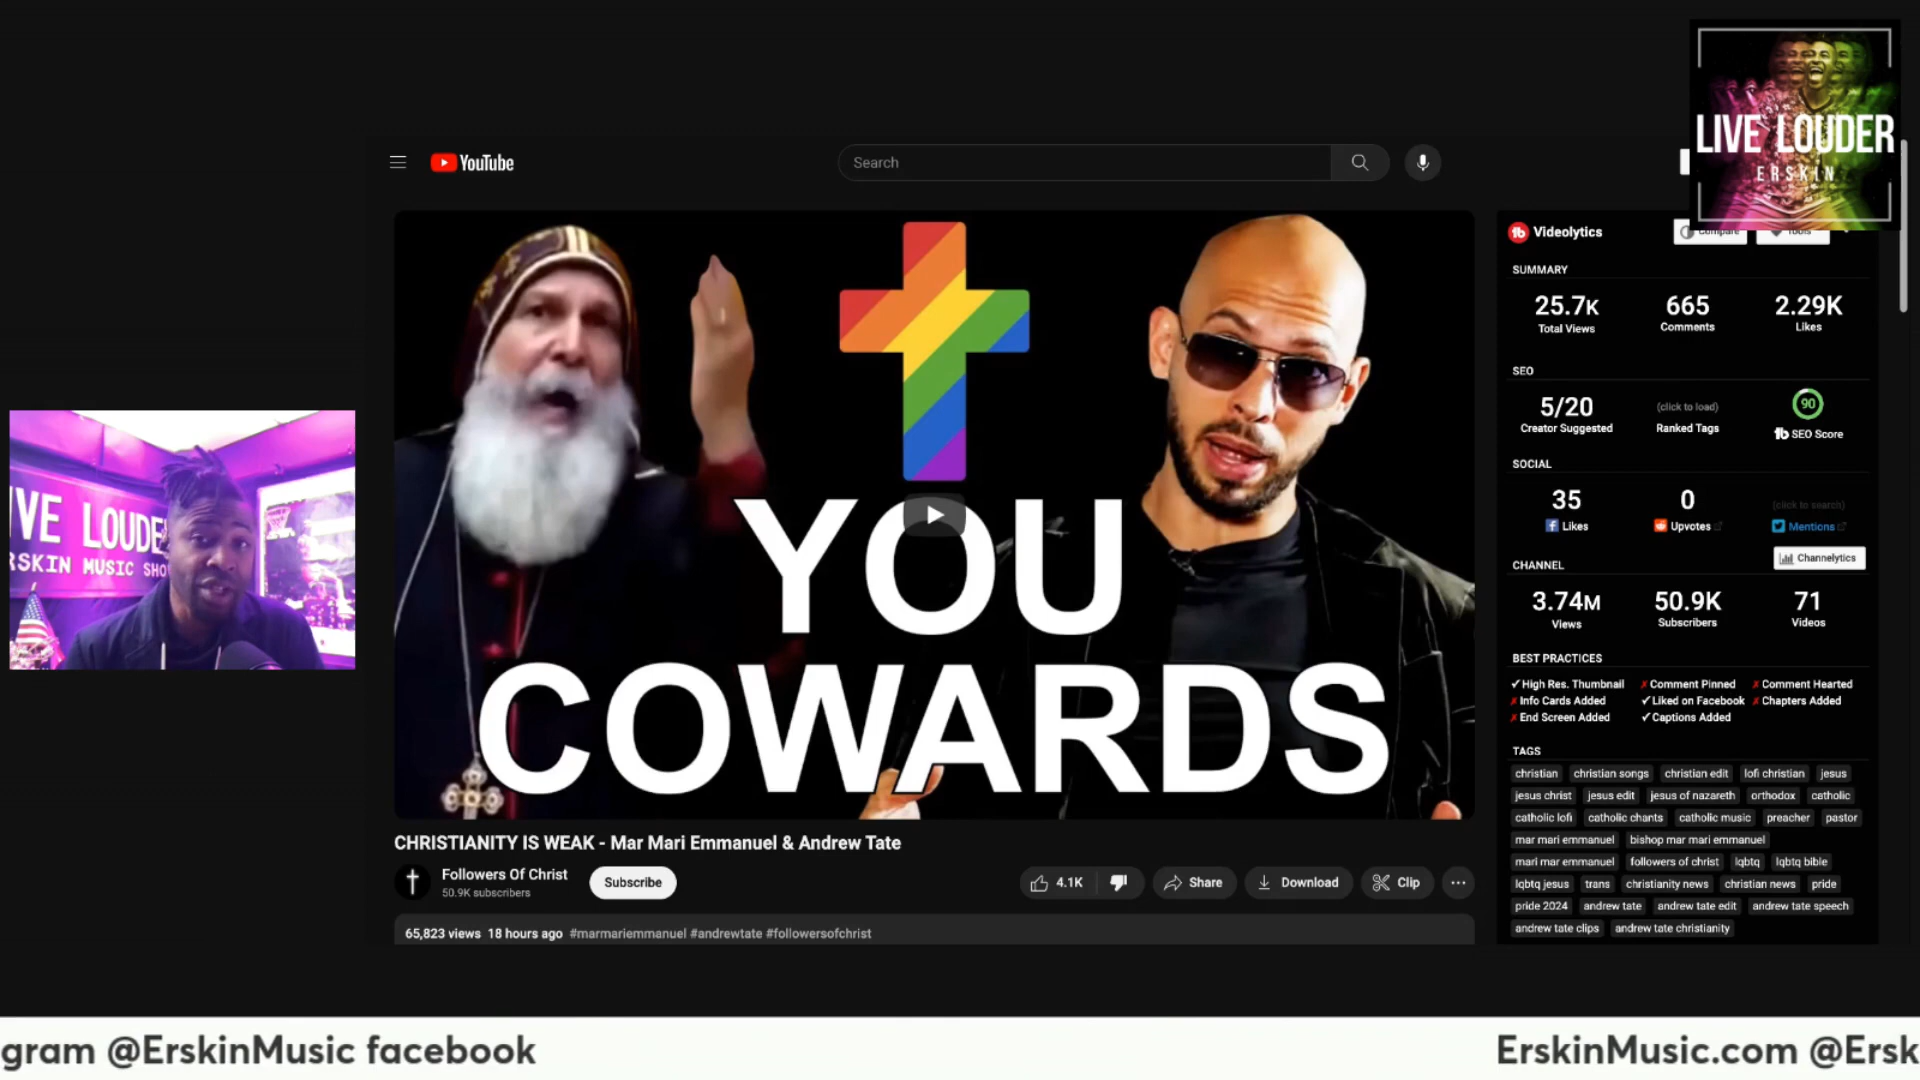 LIVE LOUDER
ERSKIN
YouTube
Search
Videolytics
Compare
Tools
SUMMARY
25.7K
665
2.29K
Total Views
Comments
Likes
SEO
5/20
(click to load)
90
Creator Suggested
Ranked Tags
tb SEO Score
SOCIAL
35
0
(click to search)
Likes
Upvotes
Mentions
CHANNEL
Channelytics
3.74M
50.9K
71
Views
Subscribers
Videos
BEST PRACTICES
✓ High Res. Thumbnail ✗ Comment Pinned ✗ Comment Hearted
✗ Info Cards Added ✓ Liked on Facebook ✗ Chapters Added
✗ End Screen Added ✓ Captions Added
TAGS
christian christian songs christian edit lofi christian jesus
jesus christ jesus edit jesus of nazareth orthodox catholic
catholic lofi catholic chants catholic music preacher pastor
mar mari emmanuel bishop mar mari emmanuel
mari mar emmanuel followers of christ lqbtq lqbtq bible
lqbtq jesus trans christianity news christian news pride
pride 2024 andrew tate andrew tate edit andrew tate speech
andrew tate clips andrew tate christianity
YOU
COWARDS
VE LOUDE
RSKIN MUSIC SHO
CHRISTIANITY IS WEAK - Mar Mari Emmanuel & Andrew Tate
Followers Of Christ
50.9K subscribers
Subscribe
4.1K
Share
Download
Clip
65,823 views 18 hours ago #marmariemmanuel #andrewtate #followersofchrist
gram @ErskinMusic facebook
ErskinMusic.com @Ersk